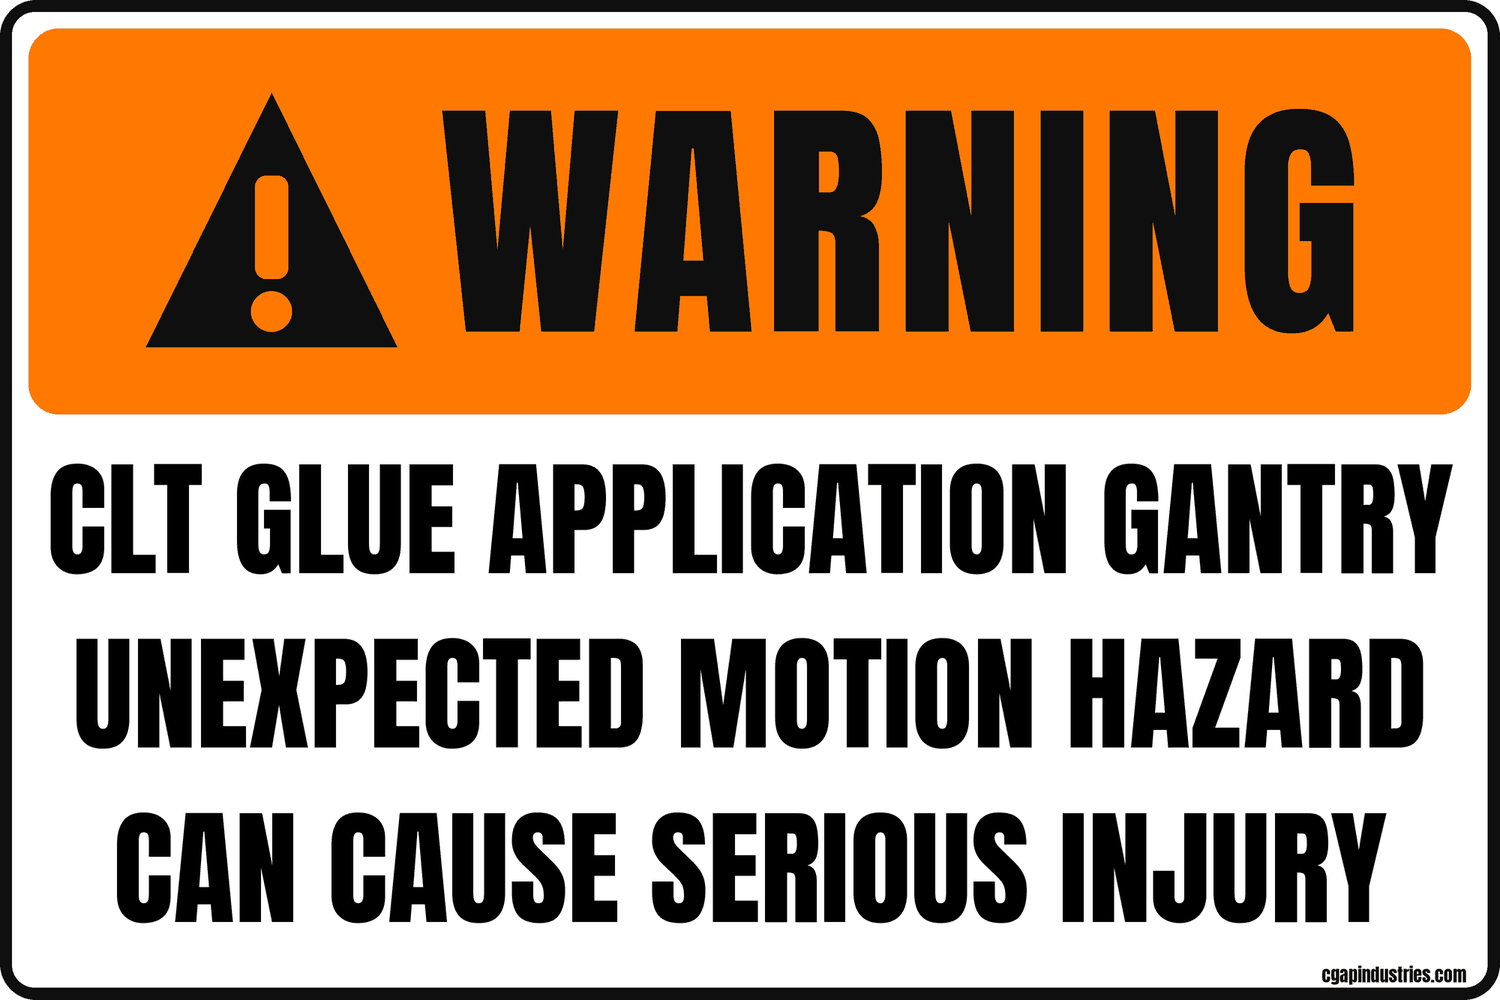 WARNING
CLT GLUE APPLICATION GANTRY
UNEXPECTED MOTION HAZARD
CAN CAUSE SERIOUS INJURY
cgapindustries.com